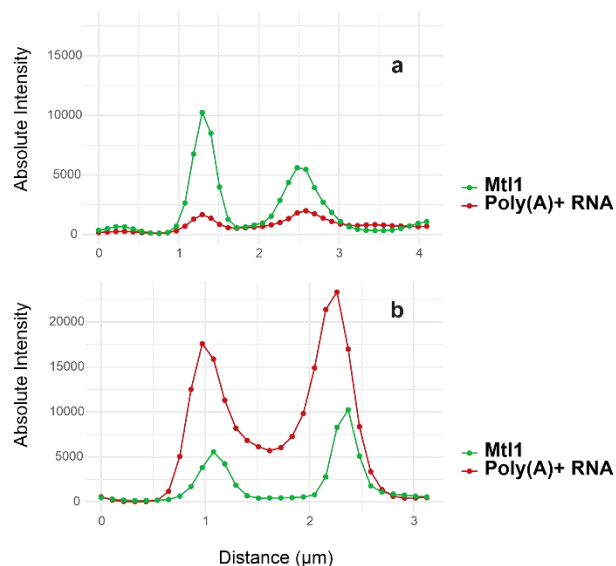 a
Absolute Intensity
15000
10000
5000
0
0
1
2
3
4
Mtl1
Poly(A)+ RNA
b
Absolute Intensity
20000
15000
10000
5000
0
0
1
2
3
Mtl1
Poly(A)+ RNA
Distance (μm)